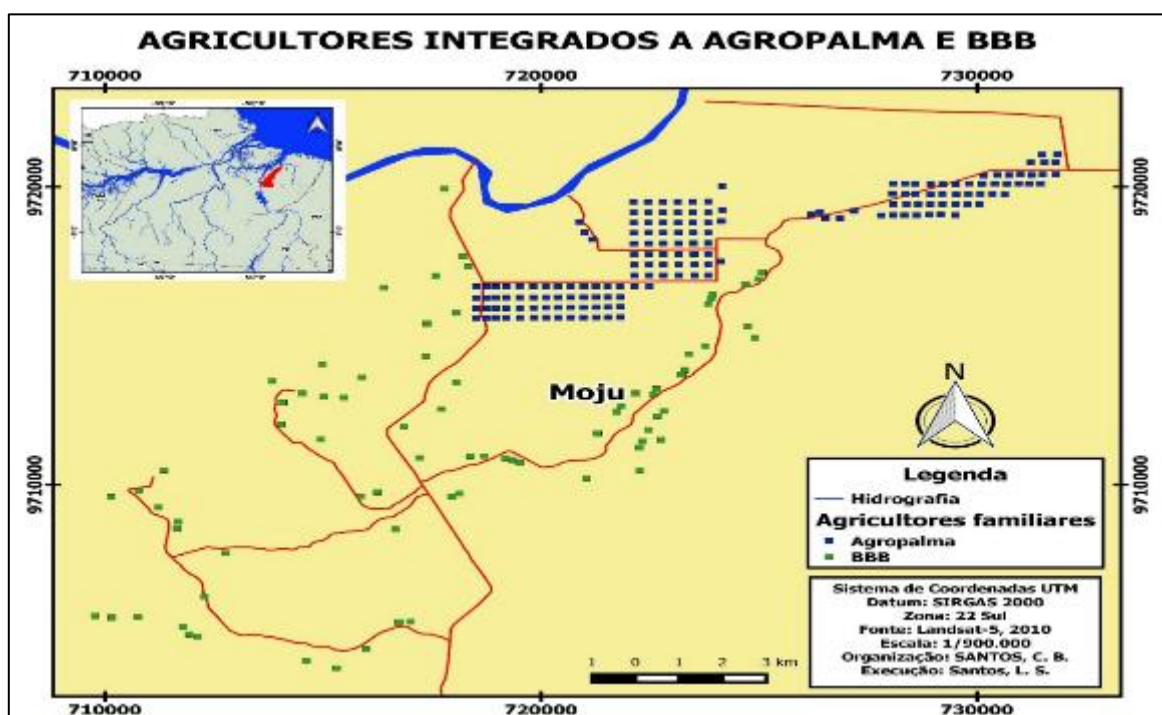 AGRICULTORES INTEGRADOS A AGROPALMA E BBB
710000 720000 730000
9720000 9720000
Moju
N
9710000 9710000
Legenda
Hidrografia
Agricultores familiares
Agropalma
BBB
Sistema de Coordenadas UTM
Datum: SIRGAS 2000
Zona: 22 Sul
Fonte: Landsat-5, 2010
Escala: 1/900.000
Organização: SANTOS, C. B.
Execução: Santos, L. S.
1 0 1 2 3 km
710000 720000 730000